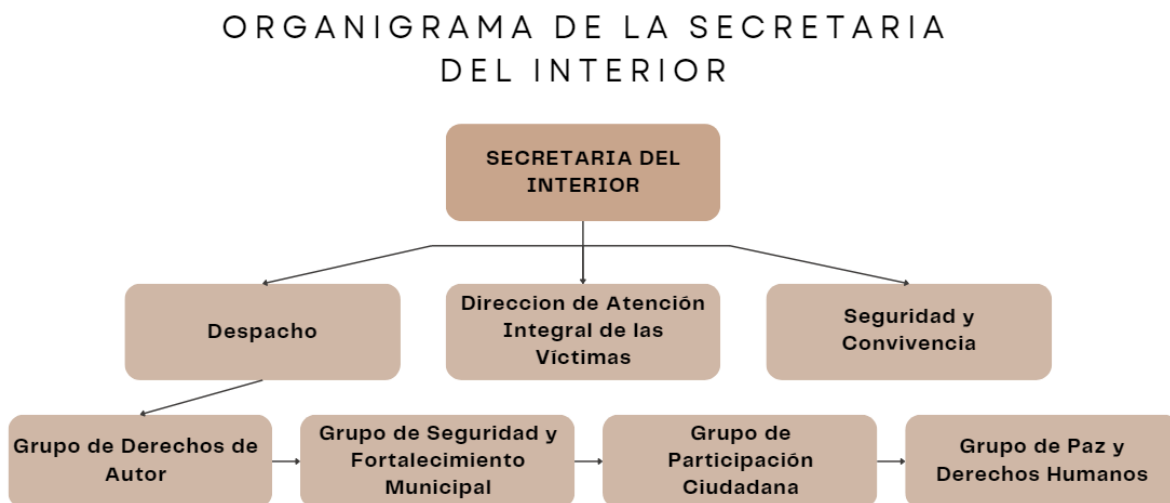 ORGANIGRAMA DE LA SECRETARIA
DEL INTERIOR
SECRETARIA DEL
INTERIOR
Despacho
Direccion de Atención
Integral de las
Víctimas
Seguridad y
Convivencia
Grupo de Derechos de
Autor
Grupo de Seguridad y
Fortalecimiento
Municipal
Grupo de
Participación
Ciudadana
Grupo de Paz y
Derechos Humanos